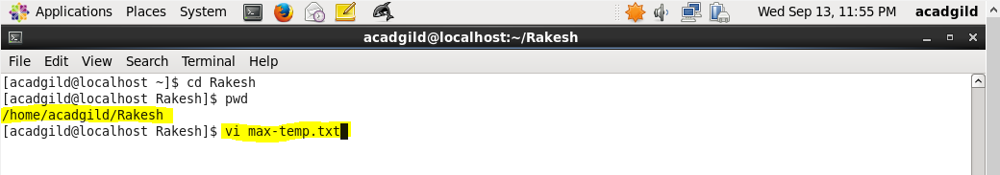 Applications Places System Wed Sep 13, 11:55 PM acadgild
acadgild@localhost:~/Rakesh
File Edit View Search Terminal Help
[acadgild@localhost ~]$ cd Rakesh
[acadgild@localhost Rakesh]$ pwd
/home/acadgild/Rakesh
[acadgild@localhost Rakesh]$ vi max-temp.txt